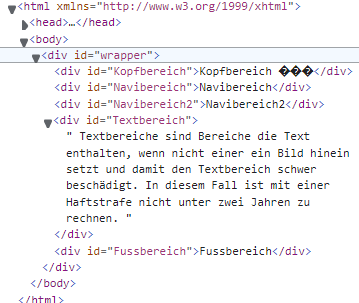 <html xmlns="http://www.w3.org/1999/xhtml">
<head>…</head>
<body>
<div id="wrapper">
<div id="Kopfbereich">Kopfbereich ���</div>
<div id="Navibereich">Navibereich</div>
<div id="Navibereich2">Navibereich2</div>
<div id="Textbereich">
" Textbereiche sind Bereiche die Text
enthalten, wenn nicht einer ein Bild hinein
setzt und damit den Textbereich schwer
beschädigt. In diesem Fall ist mit einer
Haftstrafe nicht unter zwei Jahren zu
rechnen. "
</div>
<div id="Fussbereich">Fussbereich</div>
</div>
</body>
</html>